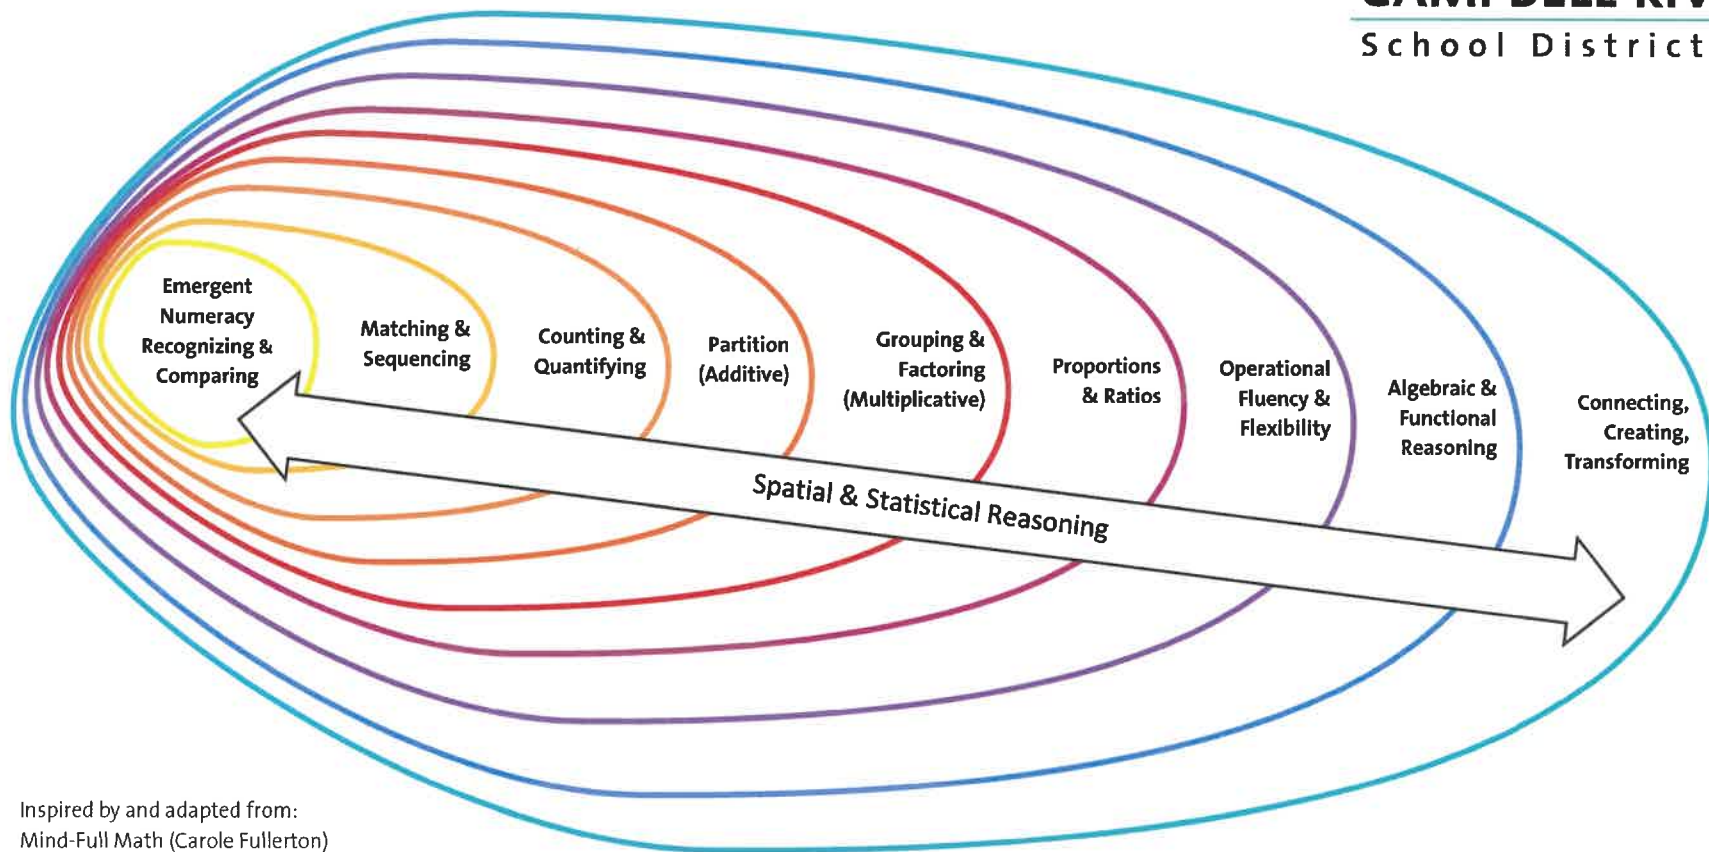 School District
Emergent
Numeracy
Recognizing &
Comparing
Matching &
Sequencing
Counting &
Quantifying
Partition
(Additive)
Grouping &
Factoring
(Multiplicative)
Proportions
& Ratios
Operational
Fluency &
Flexibility
Algebraic &
Functional
Reasoning
Connecting,
Creating,
Transforming
Spatial & Statistical Reasoning
Inspired by and adapted from:
Mind-Full Math (Carole Fullerton)